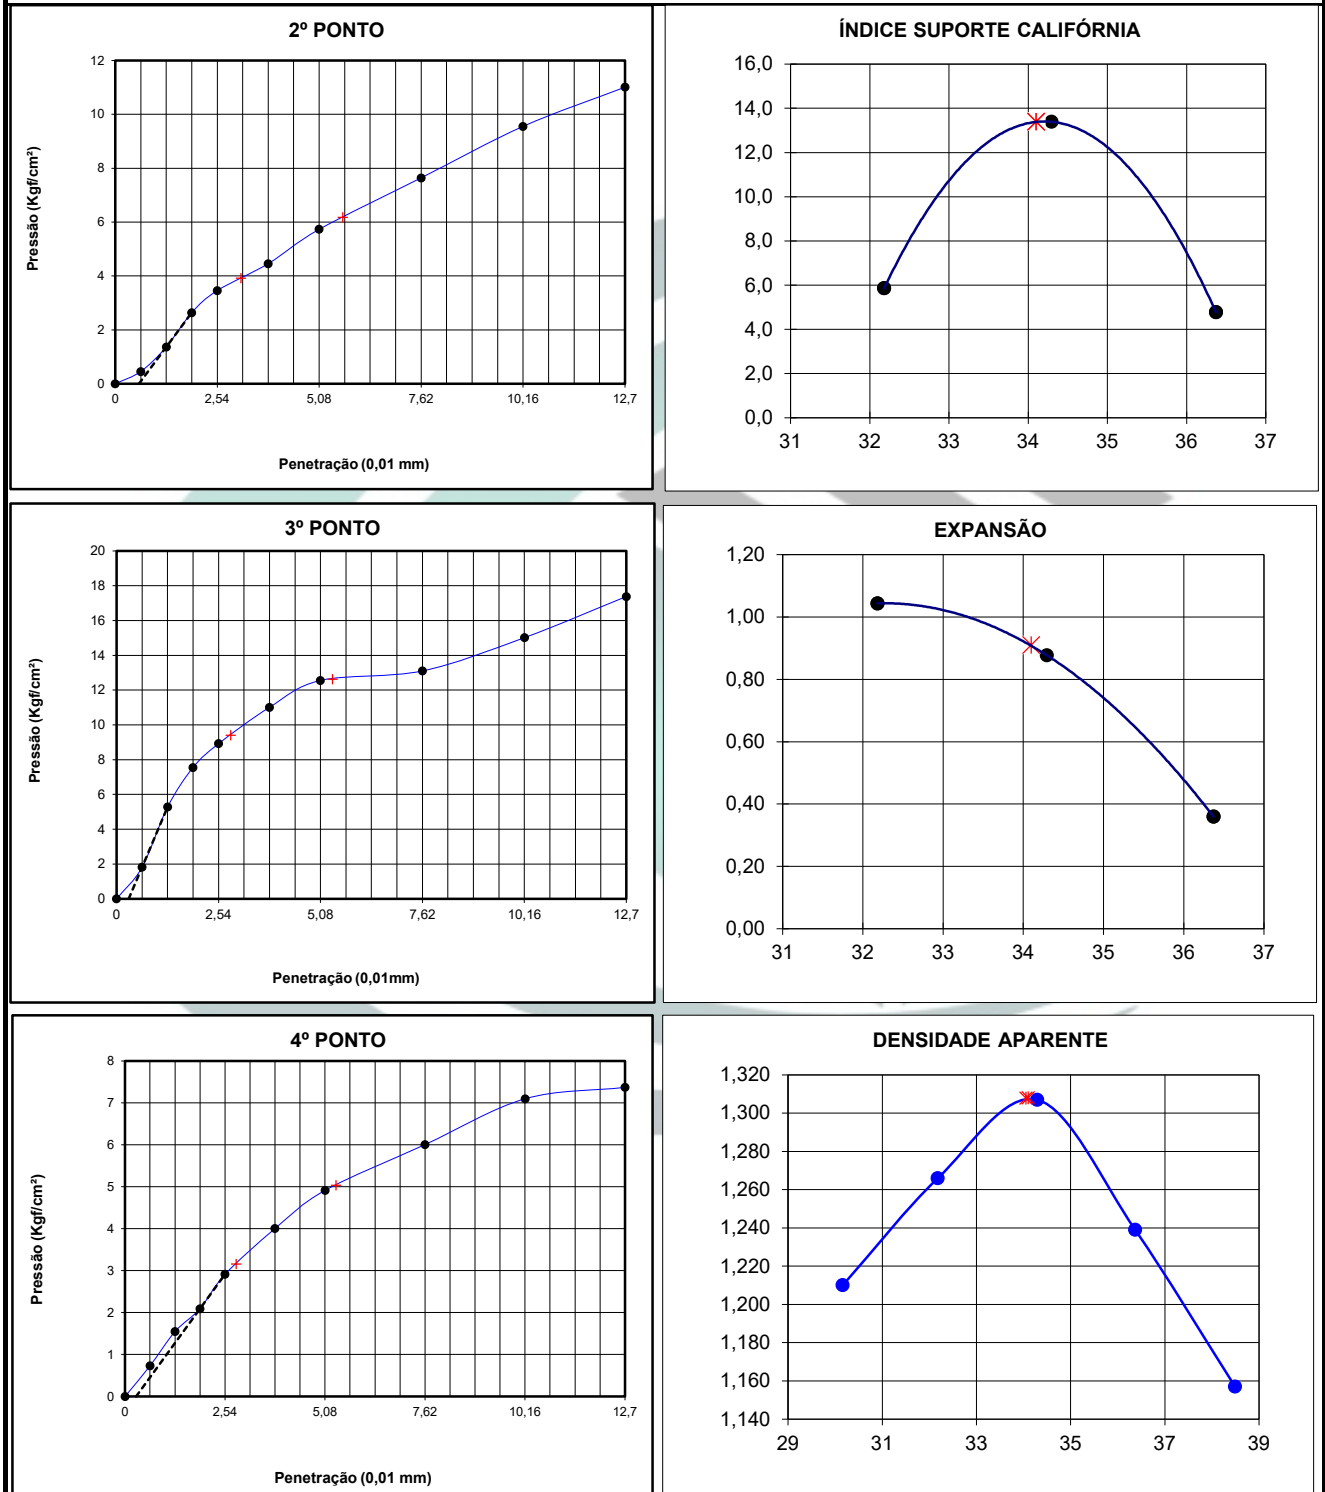 2º PONTO
12
10
8
6
4
2
0
0 2,54 5,08 7,62 10,16 12,7
Pressão (Kgf/cm²)
Penetração (0,01 mm)
ÍNDICE SUPORTE CALIFÓRNIA
16,0
14,0
12,0
10,0
8,0
6,0
4,0
2,0
0,0
31 32 33 34 35 36 37
3º PONTO
20
18
16
14
12
10
8
6
4
2
0
0 2,54 5,08 7,62 10,16 12,7
Pressão (Kgf/cm²)
Penetração (0,01mm)
EXPANSÃO
1,20
1,00
0,80
0,60
0,40
0,20
0,00
31 32 33 34 35 36 37
4º PONTO
8
7
6
5
4
3
2
1
0
0 2,54 5,08 7,62 10,16 12,7
Pressão (Kgf/cm²)
Penetração (0,01 mm)
DENSIDADE APARENTE
1,320
1,300
1,280
1,260
1,240
1,220
1,200
1,180
1,160
1,140
29 31 33 35 37 39